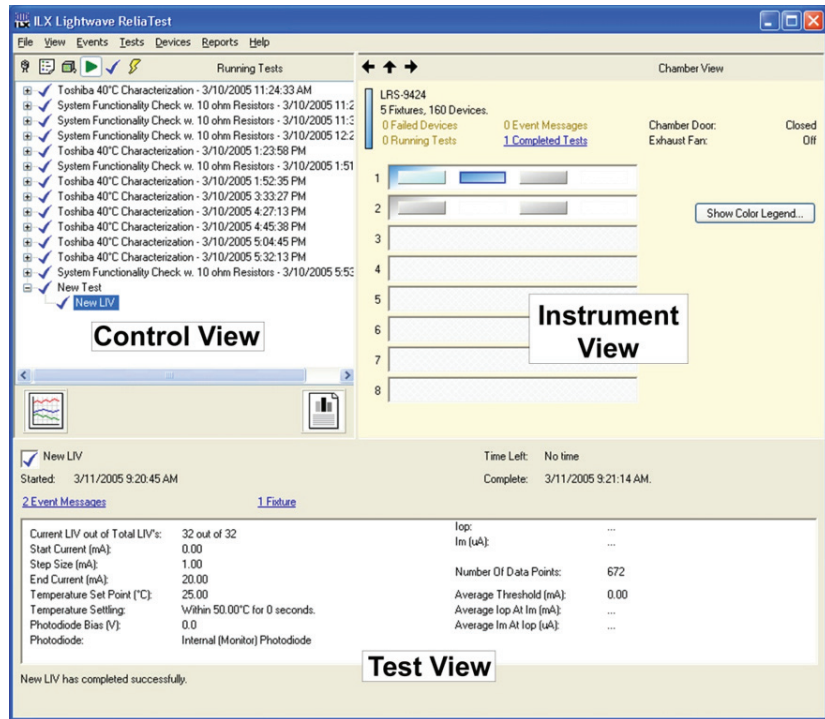 ILX Lightwave ReliaTest
File View Events Tests Devices Reports Help
Running Tests
Toshiba 40°C Characterization - 3/10/2005 11:24:33 AM
System Functionality Check w. 10 ohm Resistors - 3/10/2005 11:2
System Functionality Check w. 10 ohm Resistors - 3/10/2005 11:3
System Functionality Check w. 10 ohm Resistors - 3/10/2005 12:2
Toshiba 40°C Characterization - 3/10/2005 1:23:58 PM
System Functionality Check w. 10 ohm Resistors - 3/10/2005 1:51
Toshiba 40°C Characterization - 3/10/2005 1:52:35 PM
Toshiba 40°C Characterization - 3/10/2005 3:33:27 PM
Toshiba 40°C Characterization - 3/10/2005 4:27:13 PM
Toshiba 40°C Characterization - 3/10/2005 4:45:38 PM
Toshiba 40°C Characterization - 3/10/2005 5:04:45 PM
Toshiba 40°C Characterization - 3/10/2005 5:32:13 PM
System Functionality Check w. 10 ohm Resistors - 3/10/2005 5:53
New Test
New LIV
Control View
Chamber View
LRS-9424
5 Fixtures, 160 Devices.
0 Failed Devices 0 Event Messages Chamber Door: Closed
0 Running Tests 1 Completed Tests Exhaust Fan: Off
1
2
Show Color Legend...
3
4
5
6
7
8
Instrument
View
New LIV Time Left: No time
Started: 3/11/2005 9:20:45 AM Complete: 3/11/2005 9:21:14 AM.
2 Event Messages 1 Fixture
Current LIV out of Total LIV's: 32 out of 32
Start Current (mA): 0.00
Step Size (mA): 1.00
End Current (mA): 20.00
Temperature Set Point (°C): 25.00
Temperature Settling: Within 50.00°C for 0 seconds.
Photodiode Bias (V): 0.0
Photodiode: Internal (Monitor) Photodiode
Iop: ...
Im (uA): ...
Number Of Data Points: 672
Average Threshold (mA): 0.00
Average Iop At Im (mA): ...
Average Im At Iop (uA): ...
Test View
New LIV has completed successfully.